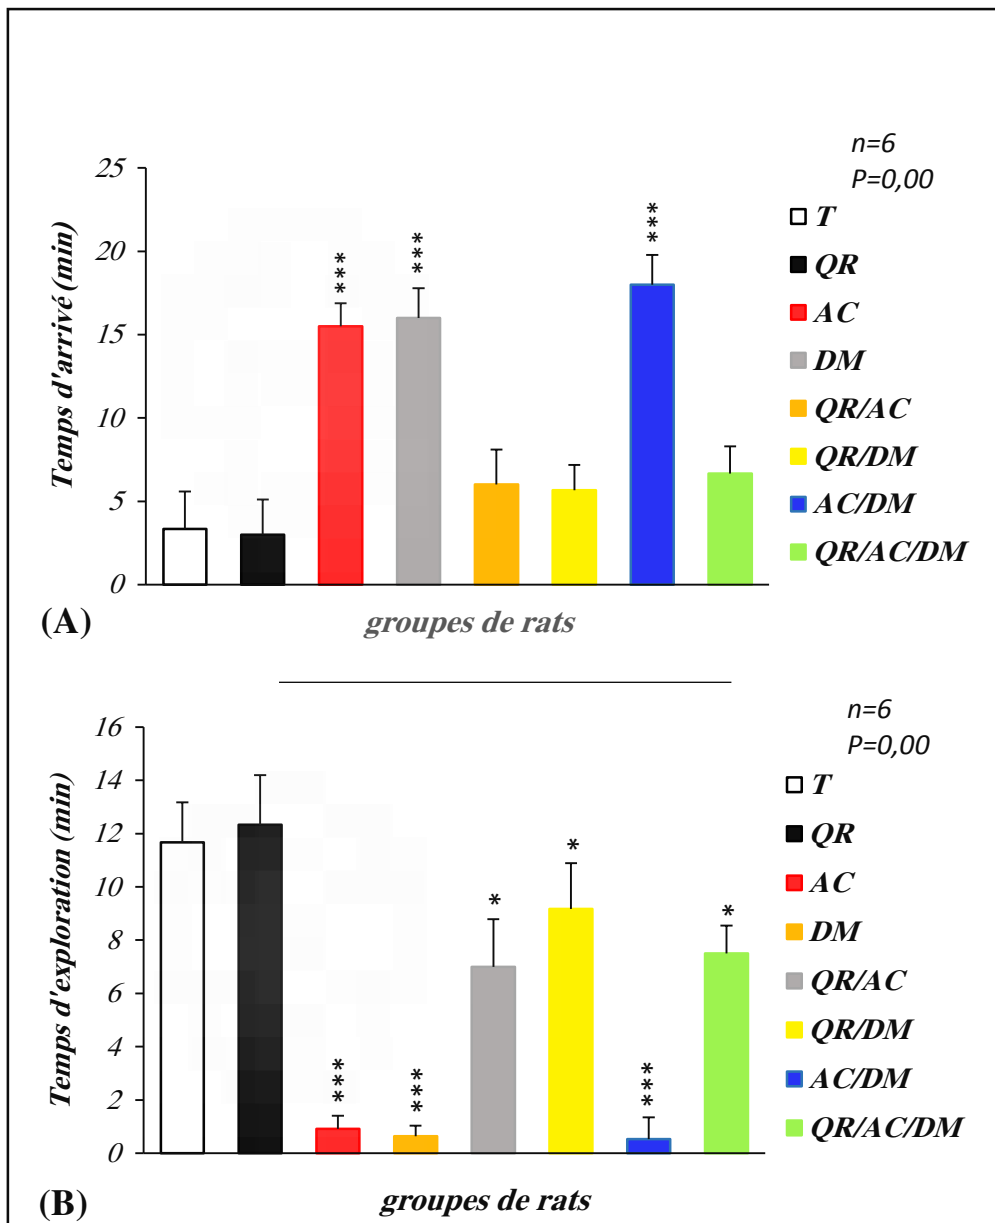 n=6
P=0,00
25
20
15
10
5
0
Temps d'arrivé (min)
***
***
***
T
QR
AC
DM
QR/AC
QR/DM
AC/DM
QR/AC/DM
(A)
groupes de rats
n=6
P=0,00
16
14
12
10
8
6
4
2
0
Temps d'exploration (min)
***
***
*
*
***
*
T
QR
AC
DM
QR/AC
QR/DM
AC/DM
QR/AC/DM
(B)
groupes de rats